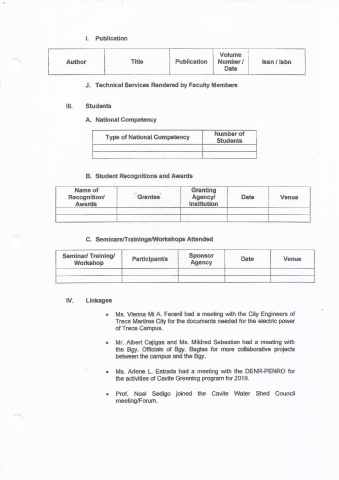 I. Publication
Author Title Publication Volume Number / Date Issn / Isbn
J. Technical Services Rendered by Faculty Members
III. Students
A. National Competency
Type of National Competency Number of Students
B. Student Recognitions and Awards
Name of Recognition/ Awards Grantee Granting Agency/ Institution Date Venue
C. Seminars/Trainings/Workshops Attended
Seminar/ Training/ Workshop Participant/s Sponsor Agency Date Venue
IV. Linkages
• Ms. Vienna Mi A. Feranil had a meeting with the City Engineers of
Trece Martires City for the documents needed for the electric power
of Trece Campus.
• Mr. Albert Cajigas and Ms. Mildred Sebastian had a meeting with
the Bgy. Officials of Bgy. Bagtas for more collaborative projects
between the campus and the Bgy.
• Ms. Arlene L. Estrada had a meeting with the DENR-PENRO for
the activities of Cavite Greening program for 2019.
• Prof. Noel Sedigo joined the Cavite Water Shed Council
meeting/Forum.